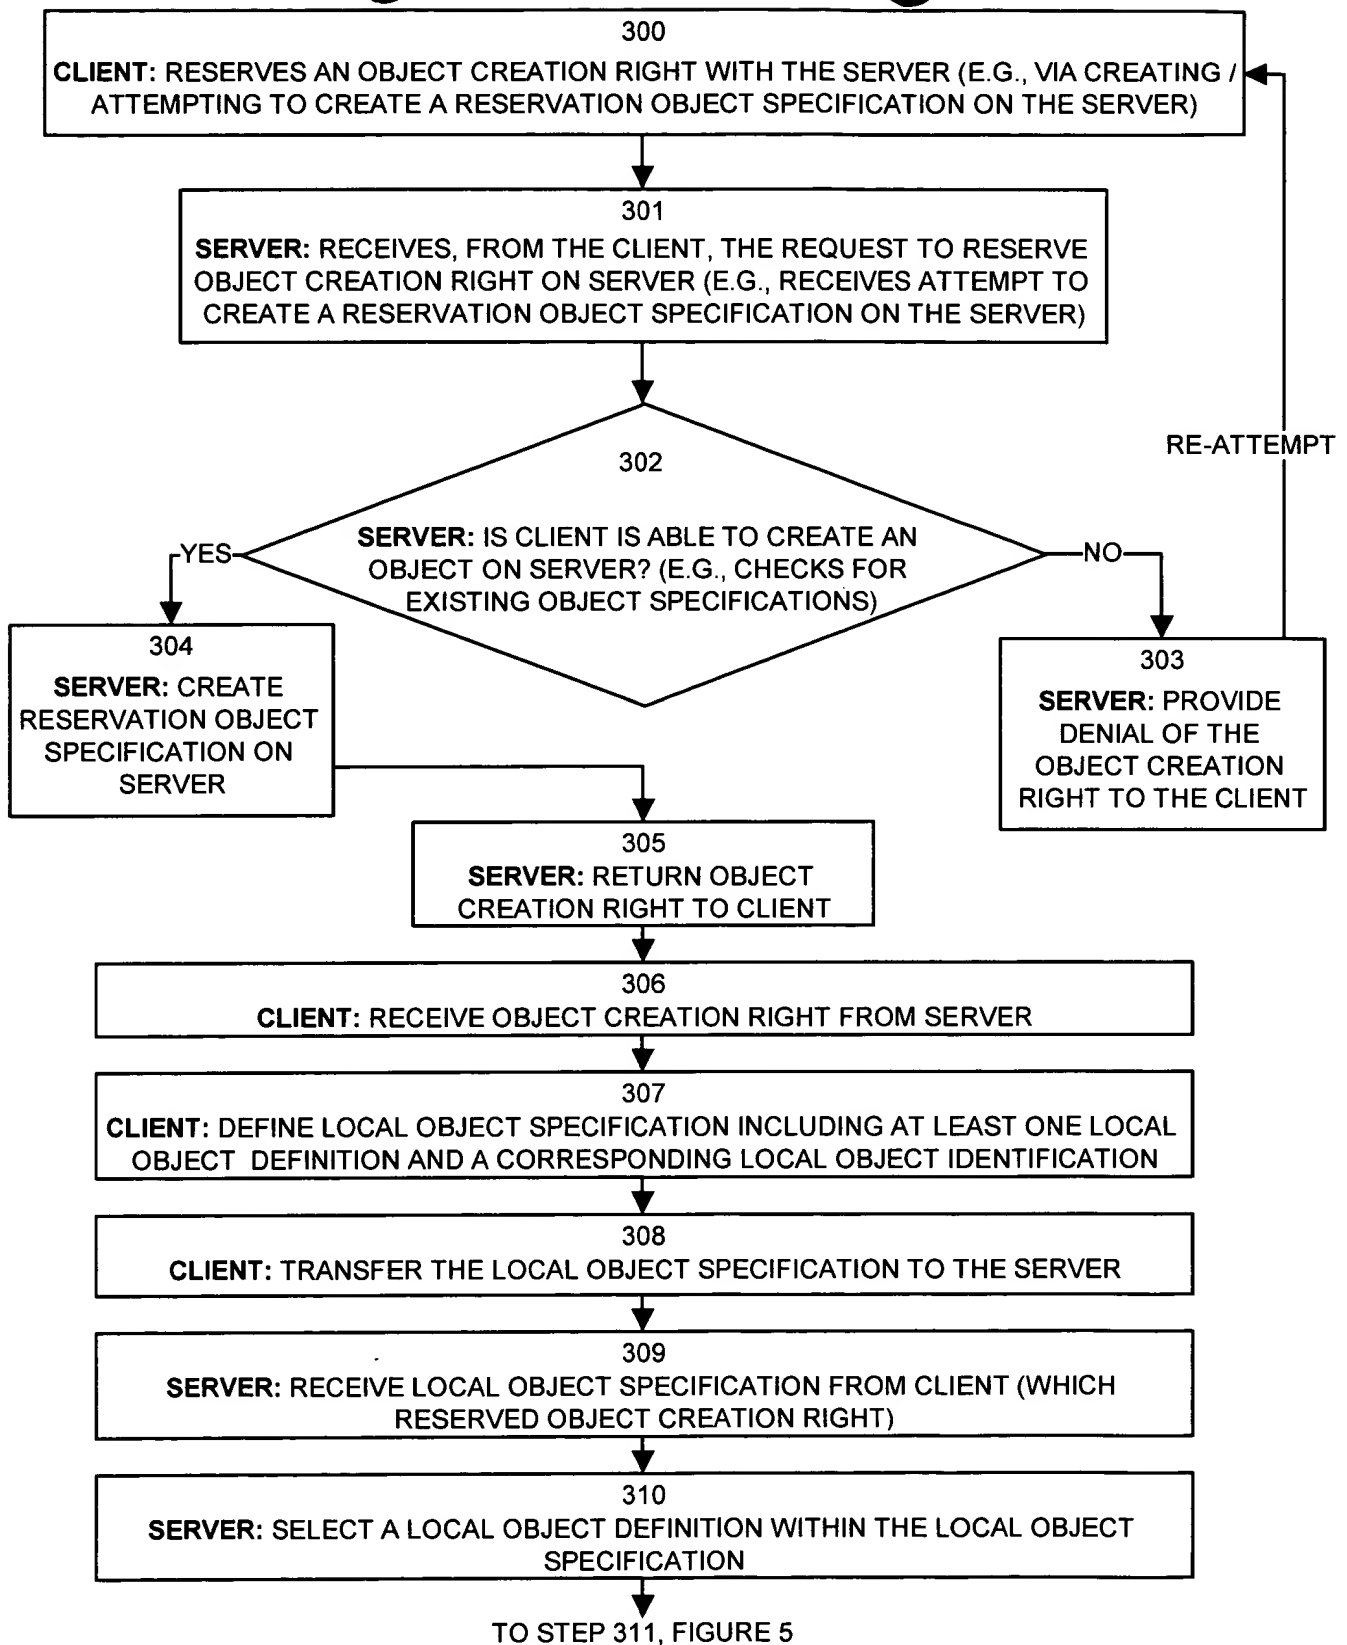 300
CLIENT: RESERVES AN OBJECT CREATION RIGHT WITH THE SERVER (E.G., VIA CREATING /
ATTEMPTING TO CREATE A RESERVATION OBJECT SPECIFICATION ON THE SERVER)
301
SERVER: RECEIVES, FROM THE CLIENT, THE REQUEST TO RESERVE
OBJECT CREATION RIGHT ON SERVER (E.G., RECEIVES ATTEMPT TO
CREATE A RESERVATION OBJECT SPECIFICATION ON THE SERVER)
RE-ATTEMPT
302
SERVER: IS CLIENT IS ABLE TO CREATE AN
OBJECT ON SERVER? (E.G., CHECKS FOR
EXISTING OBJECT SPECIFICATIONS)
YES
NO
304
SERVER: CREATE
RESERVATION OBJECT
SPECIFICATION ON
SERVER
303
SERVER: PROVIDE
DENIAL OF THE
OBJECT CREATION
RIGHT TO THE CLIENT
305
SERVER: RETURN OBJECT
CREATION RIGHT TO CLIENT
306
CLIENT: RECEIVE OBJECT CREATION RIGHT FROM SERVER
307
CLIENT: DEFINE LOCAL OBJECT SPECIFICATION INCLUDING AT LEAST ONE LOCAL
OBJECT DEFINITION AND A CORRESPONDING LOCAL OBJECT IDENTIFICATION
308
CLIENT: TRANSFER THE LOCAL OBJECT SPECIFICATION TO THE SERVER
309
SERVER: RECEIVE LOCAL OBJECT SPECIFICATION FROM CLIENT (WHICH
RESERVED OBJECT CREATION RIGHT)
310
SERVER: SELECT A LOCAL OBJECT DEFINITION WITHIN THE LOCAL OBJECT
SPECIFICATION
TO STEP 311, FIGURE 5